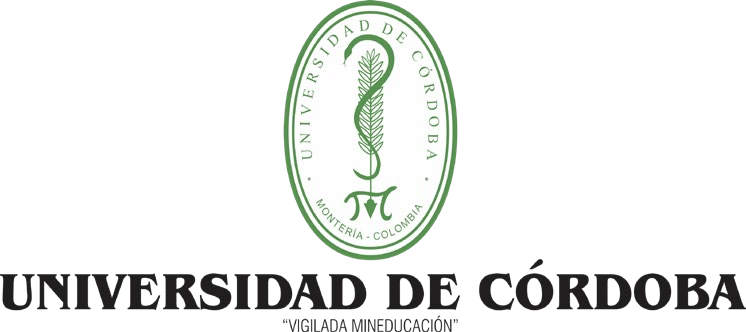 * UNIVERSIDAD DE CÓRDOBA *
MONTERÍA - COLOMBIA
UNIVERSIDAD DE CÓRDOBA
“VIGILADA MINEDUCACIÓN”